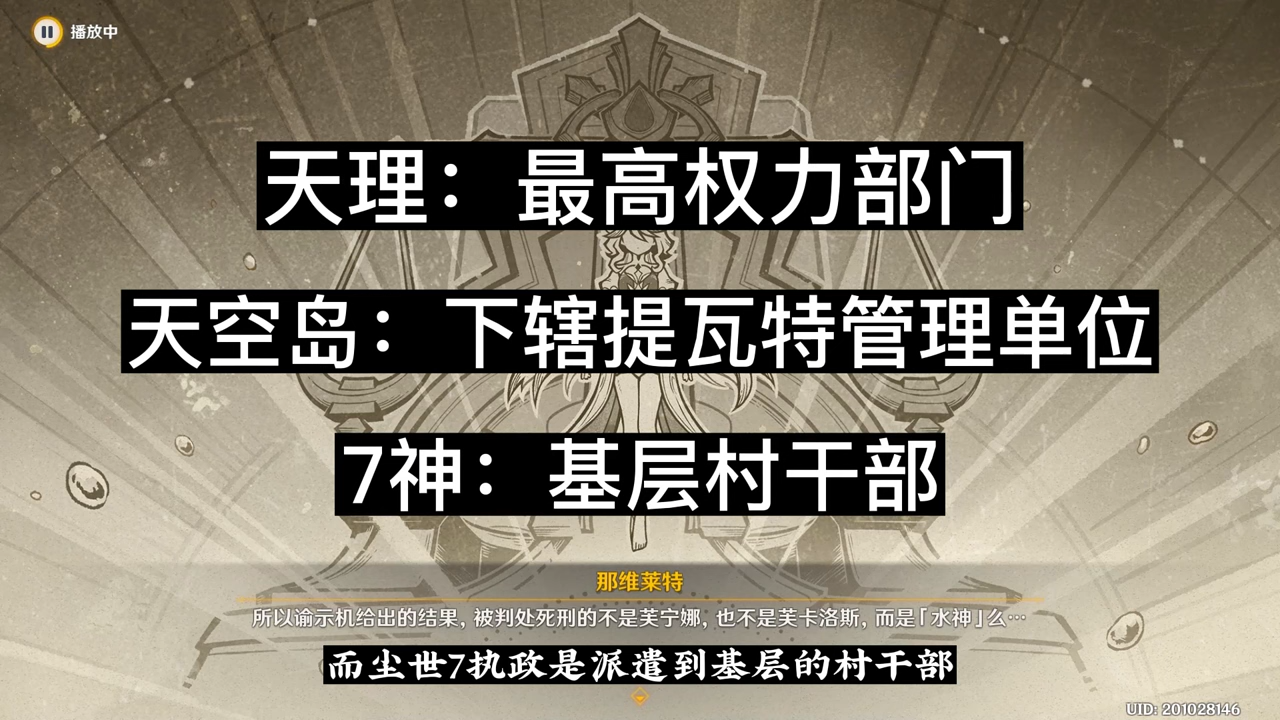 播放中
天理：最高权力部门
天空岛：下辖提瓦特管理单位
7神：基层村干部
那维莱特
所以谕示机给出的结果，被判处死刑的不是芙宁娜，也不是芙卡洛斯，而是「水神」么…
而尘世7执政是派遣到基层的村干部
UID: 201028146